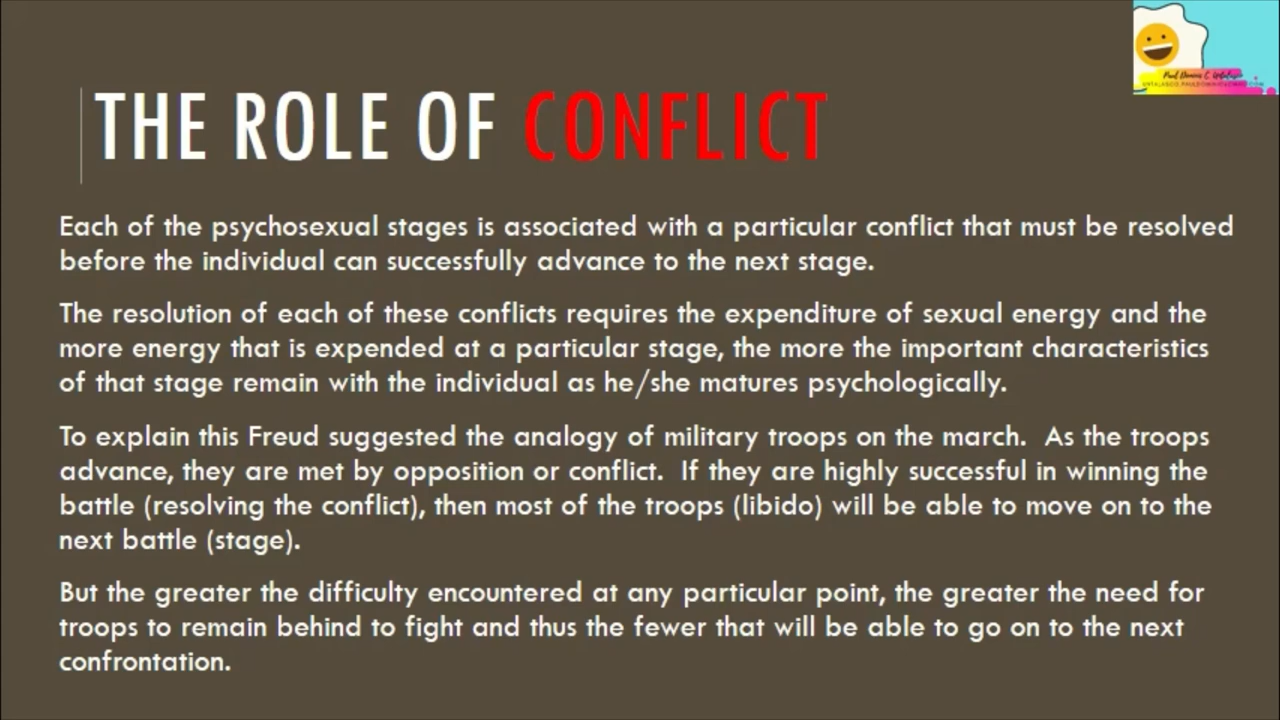 THE ROLE OF CONFLICT
Each of the psychosexual stages is associated with a particular conflict that must be resolved
before the individual can successfully advance to the next stage.
The resolution of each of these conflicts requires the expenditure of sexual energy and the
more energy that is expended at a particular stage, the more the important characteristics
of that stage remain with the individual as he/she matures psychologically.
To explain this Freud suggested the analogy of military troops on the march. As the troops
advance, they are met by opposition or conflict. If they are highly successful in winning the
battle (resolving the conflict), then most of the troops (libido) will be able to move on to the
next battle (stage).
But the greater the difficulty encountered at any particular point, the greater the need for
troops to remain behind to fight and thus the fewer that will be able to go on to the next
confrontation.